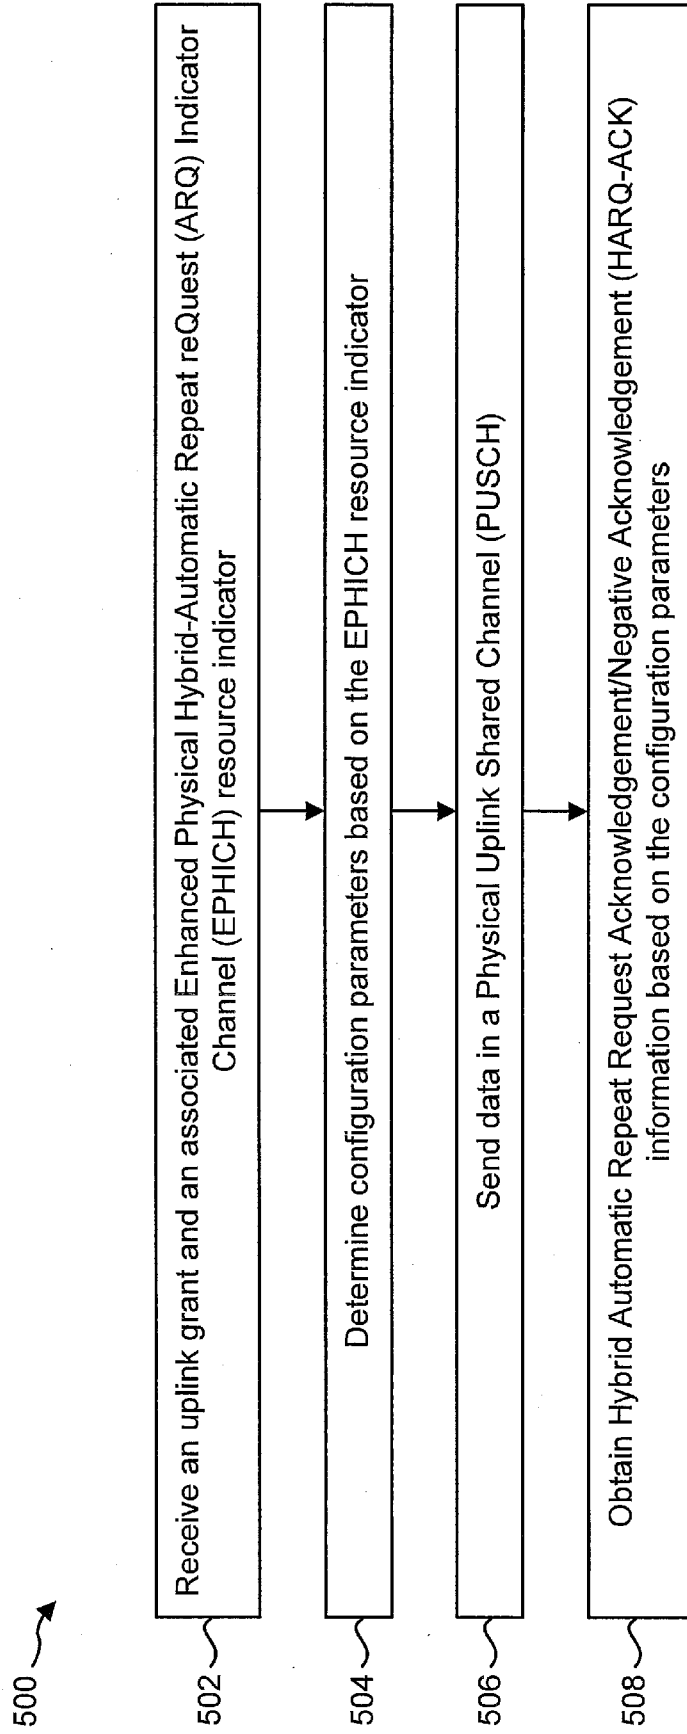 500
502
Receive an uplink grant and an associated Enhanced Physical Hybrid-Automatic Repeat reQuest (ARQ) Indicator
Channel (EPHICH) resource indicator
504
Determine configuration parameters based on the EPHICH resource indicator
506
Send data in a Physical Uplink Shared Channel (PUSCH)
508
Obtain Hybrid Automatic Repeat Request Acknowledgement/Negative Acknowledgement (HARQ-ACK)
information based on the configuration parameters